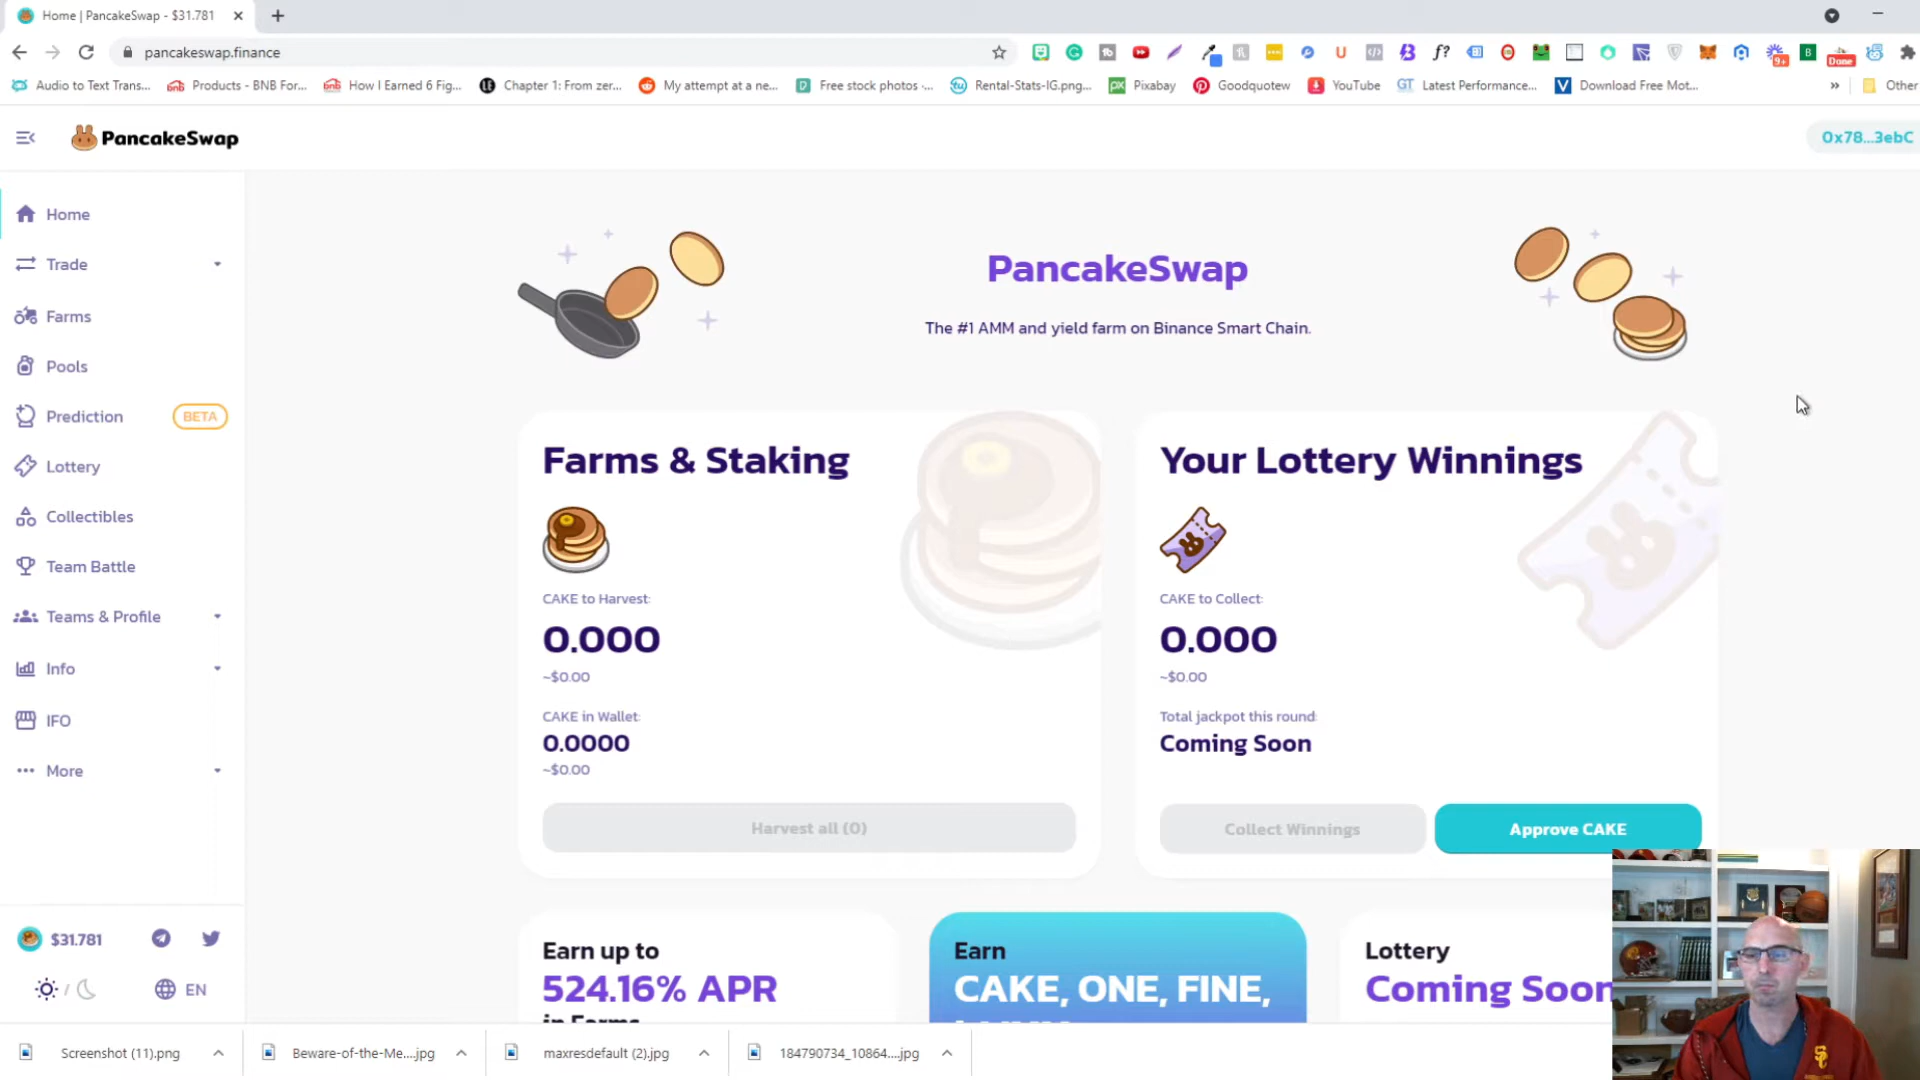 Home | PancakeSwap - $31.781
pancakeswap.finance
9+
Done
Audio to Text Trans...
Products - BNB For...
How I Earned 6 Fig...
Chapter 1: From zer...
My attempt at a ne...
Free stock photos -...
Rental-Stats-IG.png...
Pixabay
Goodquotew
YouTube
Latest Performance...
Download Free Mot...
Other
PancakeSwap
0x78...3ebC
Home
Trade
Farms
Pools
Prediction BETA
Lottery
Collectibles
Team Battle
Teams & Profile
Info
IFO
More
$31.781
EN
PancakeSwap
The #1 AMM and yield farm on Binance Smart Chain.
Farms & Staking
CAKE to Harvest:
0.000
~$0.00
CAKE in Wallet:
0.0000
~$0.00
Harvest all (0)
Your Lottery Winnings
CAKE to Collect:
0.000
~$0.00
Total jackpot this round:
Coming Soon
Collect Winnings
Approve CAKE
Earn up to
524.16% APR
in Farms
Earn
CAKE, ONE, FINE,
Lottery
Coming Soon
Screenshot (11).png
Beware-of-the-Me....jpg
maxresdefault (2).jpg
184790734_10864....jpg